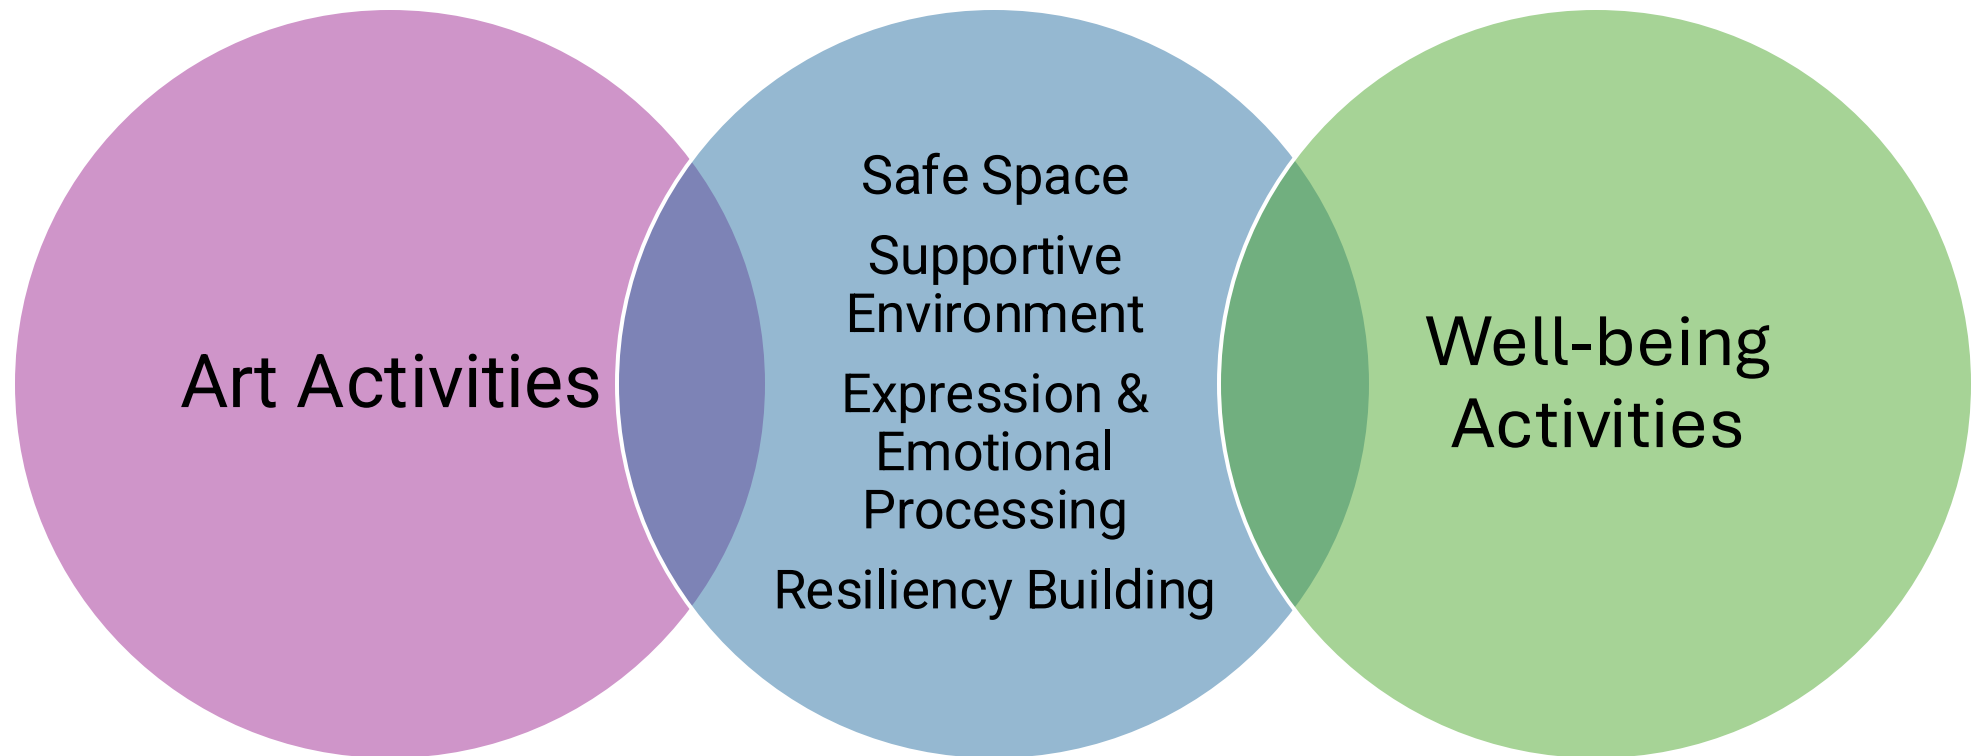 Art Activities
Safe Space
Supportive
Environment
Expression &
Emotional
Processing
Resiliency Building
Well-being
Activities